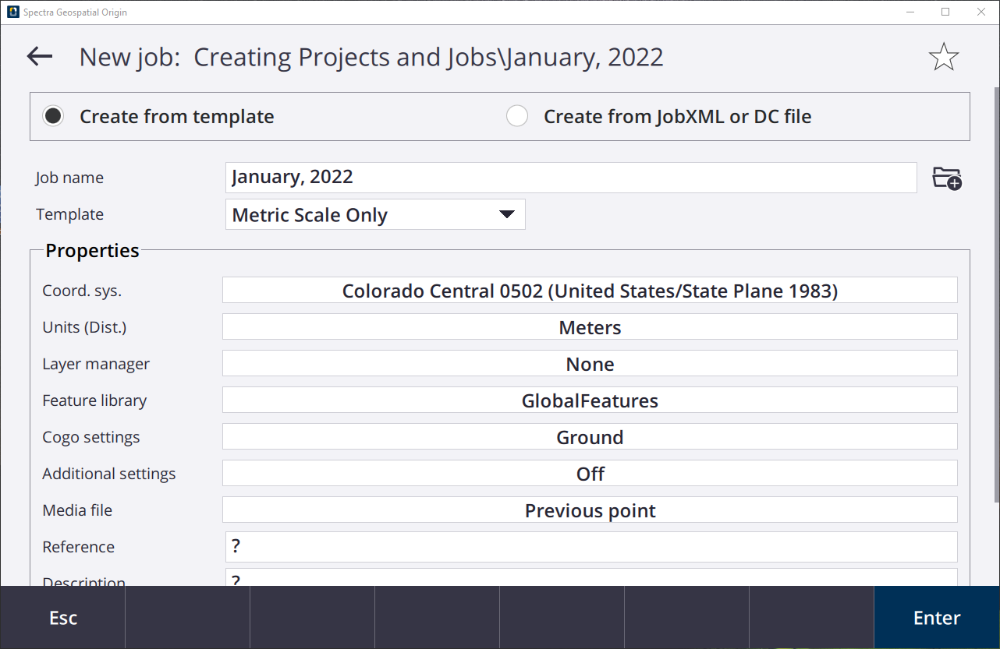 Spectra Geospatial Origin
New job: Creating Projects and Jobs\January, 2022
Create from template
Create from JobXML or DC file
Job name
January, 2022
Template
Metric Scale Only
Properties
Coord. sys.
Colorado Central 0502 (United States/State Plane 1983)
Units (Dist.)
Meters
Layer manager
None
Feature library
GlobalFeatures
Cogo settings
Ground
Additional settings
Off
Media file
Previous point
Reference
?
Description
?
Esc
Enter